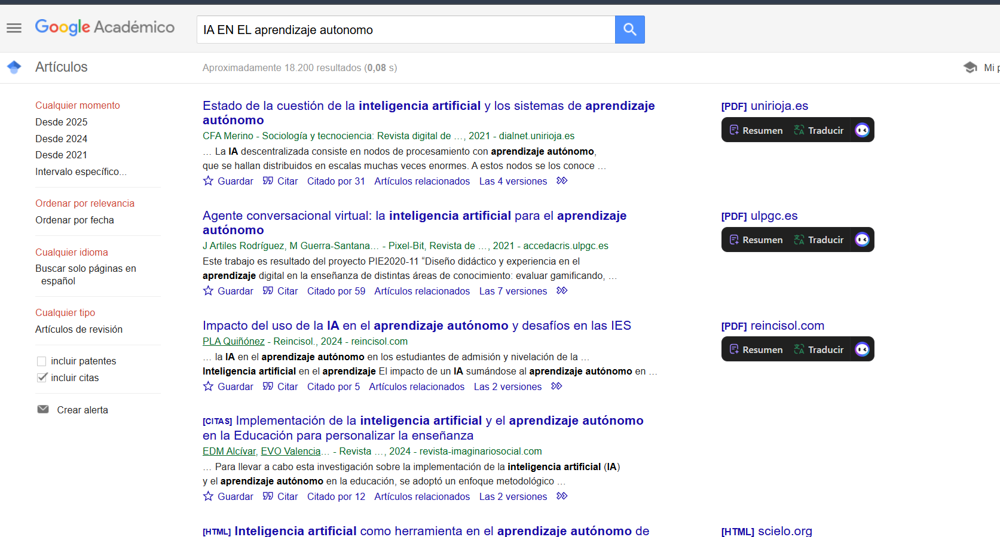 Google Académico
IA EN EL aprendizaje autonomo
Artículos
Aproximadamente 18.200 resultados (0,08 s)
Mi p
Cualquier momento
Desde 2025
Desde 2024
Desde 2021
Intervalo específico...
Ordenar por relevancia
Ordenar por fecha
Cualquier idioma
Buscar solo páginas en
español
Cualquier tipo
Artículos de revisión
incluir patentes
incluir citas
Crear alerta
Estado de la cuestión de la inteligencia artificial y los sistemas de aprendizaje
autónomo
CFA Merino - Sociología y tecnociencia: Revista digital de …, 2021 - dialnet.unirioja.es
… La IA descentralizada consiste en nodos de procesamiento con aprendizaje autónomo,
que se hallan distribuidos en escalas muchas veces enormes. A estos nodos se los conoce …
Guardar Citar Citado por 31 Artículos relacionados Las 4 versiones
[PDF] unirioja.es
Resumen Traducir
Agente conversacional virtual: la inteligencia artificial para el aprendizaje
autónomo
J Artiles Rodríguez, M Guerra-Santana… - Pixel-Bit, Revista de …, 2021 - accedacris.ulpgc.es
Este trabajo es resultado del proyecto PIE2020-11 “Diseño didáctico y experiencia en el
aprendizaje digital en la enseñanza de distintas áreas de conocimiento: evaluar gamificando, …
Guardar Citar Citado por 59 Artículos relacionados Las 7 versiones
[PDF] ulpgc.es
Resumen Traducir
Impacto del uso de la IA en el aprendizaje autónomo y desafíos en las IES
PLA Quiñónez - Reincisol., 2024 - reincisol.com
… la IA en el aprendizaje autónomo en los estudiantes de admisión y nivelación de la …
Inteligencia artificial en el aprendizaje El impacto de un IA sumándose al aprendizaje autónomo en …
Guardar Citar Citado por 5 Artículos relacionados Las 2 versiones
[PDF] reincisol.com
Resumen Traducir
[CITAS] Implementación de la inteligencia artificial y el aprendizaje autónomo
en la Educación para personalizar la enseñanza
EDM Alcívar, EVO Valencia… - Revista …, 2024 - revista-imaginariosocial.com
… Para llevar a cabo esta investigación sobre la implementación de la inteligencia artificial (IA)
y el aprendizaje autónomo en la educación, se adoptó un enfoque metodológico …
Guardar Citar Citado por 12 Artículos relacionados Las 2 versiones
[HTML] Inteligencia artificial como herramienta en el aprendizaje autónomo de
[HTML] scielo.org